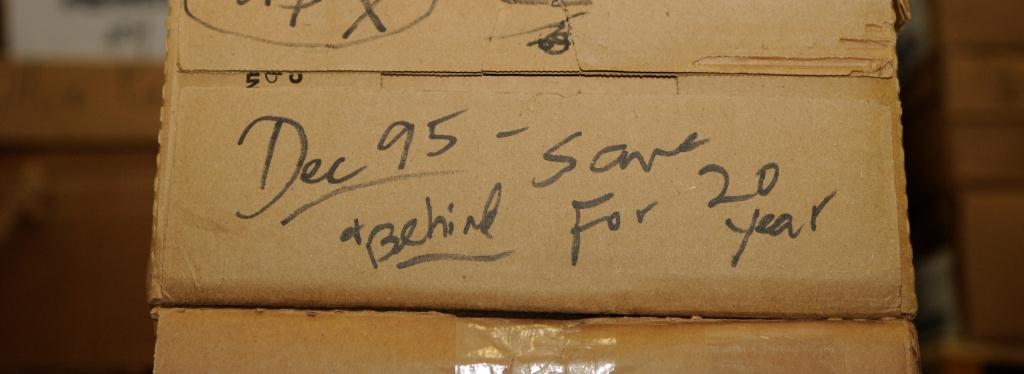 Dec 95 - Save 20
+ Behind For year